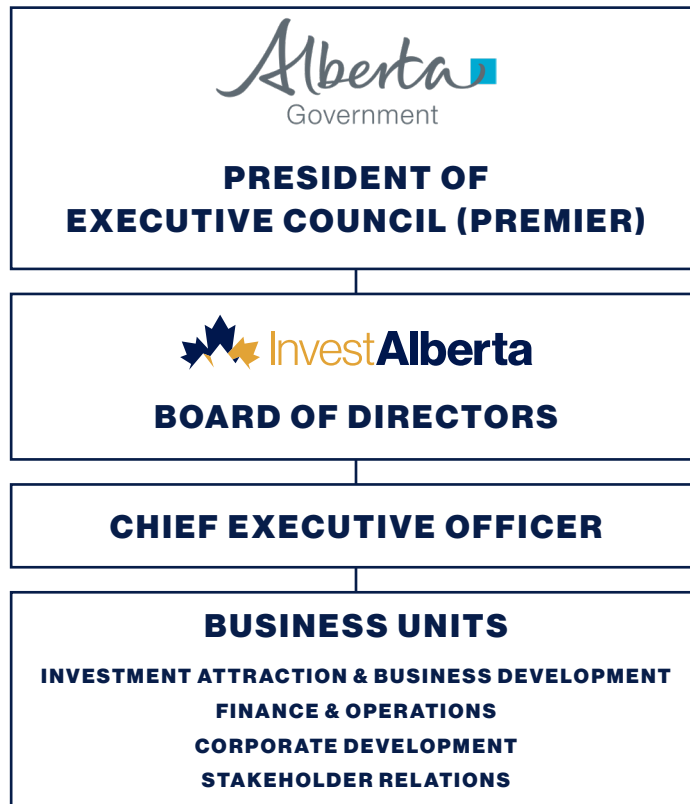 Alberta
Government
PRESIDENT OF
EXECUTIVE COUNCIL (PREMIER)
InvestAlberta
BOARD OF DIRECTORS
CHIEF EXECUTIVE OFFICER
BUSINESS UNITS
INVESTMENT ATTRACTION & BUSINESS DEVELOPMENT
FINANCE & OPERATIONS
CORPORATE DEVELOPMENT
STAKEHOLDER RELATIONS